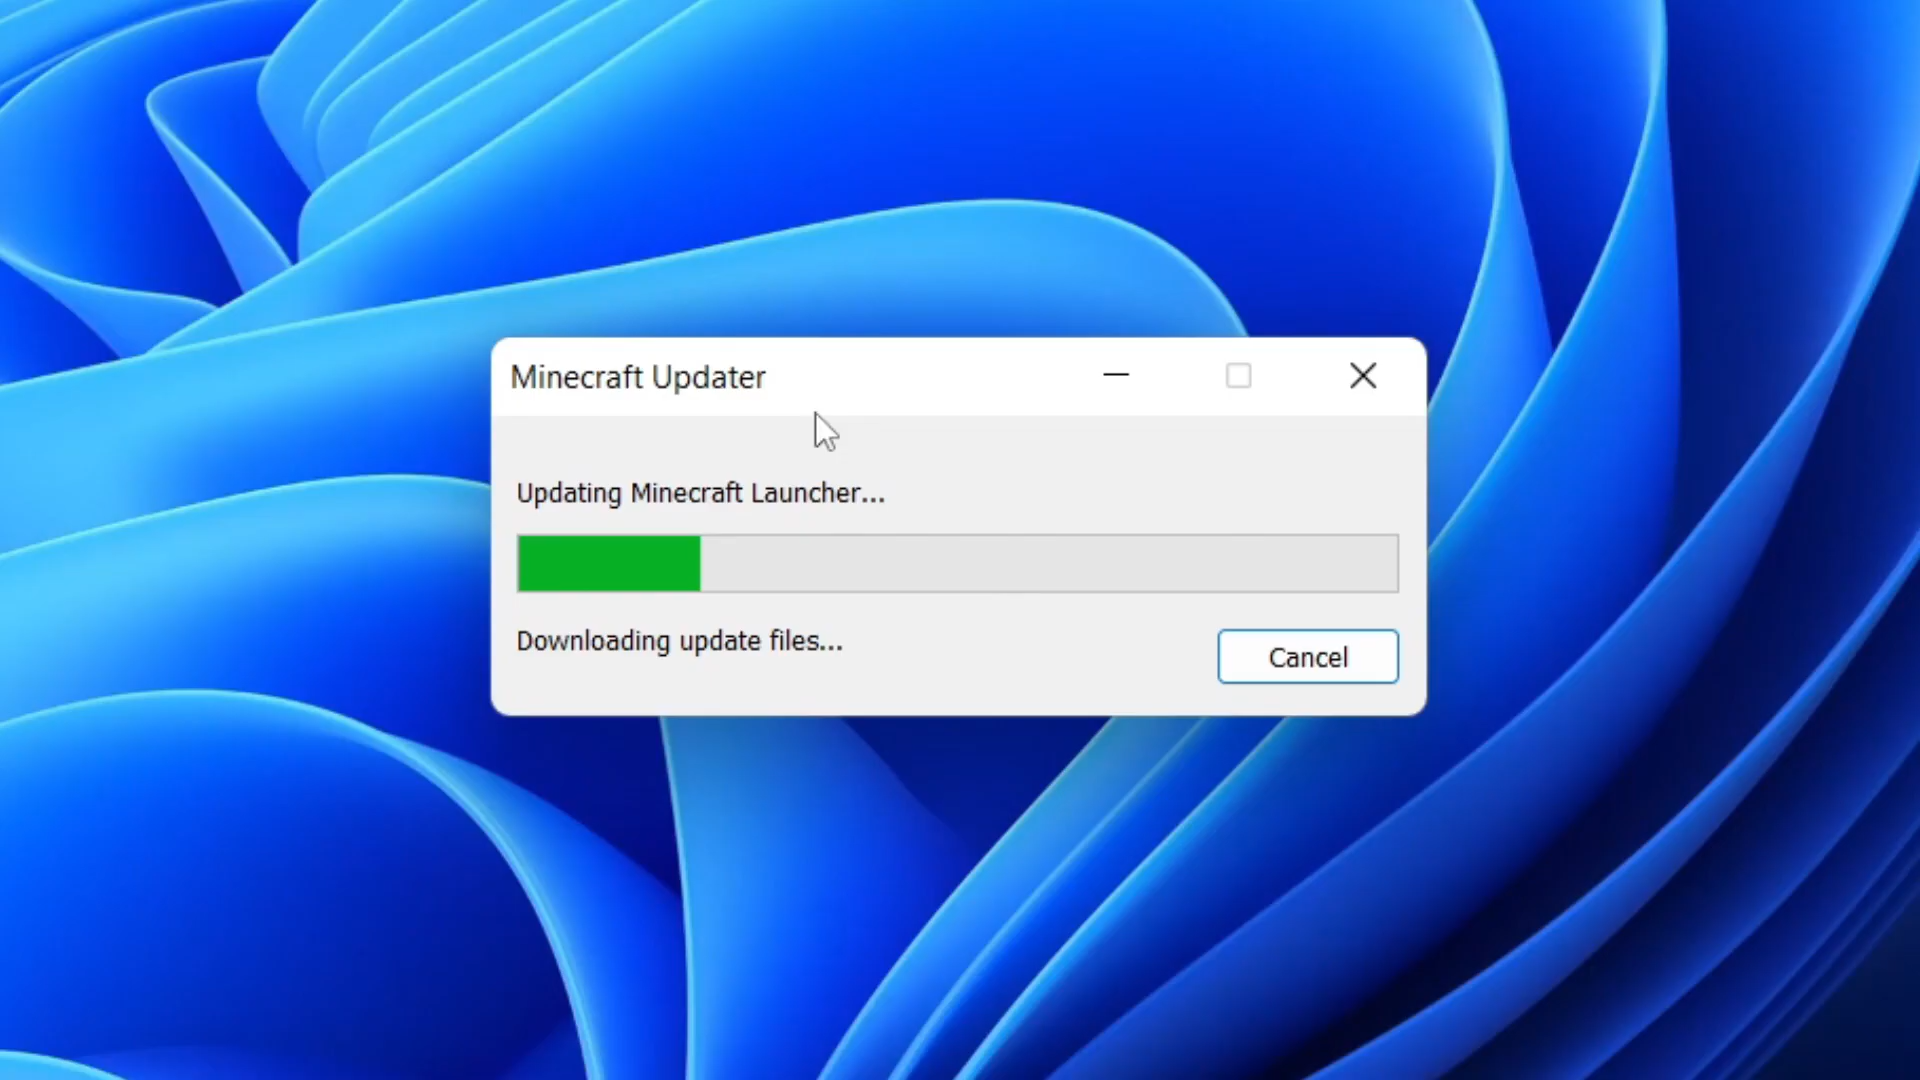 Minecraft Updater
Updating Minecraft Launcher...
Downloading update files...
Cancel